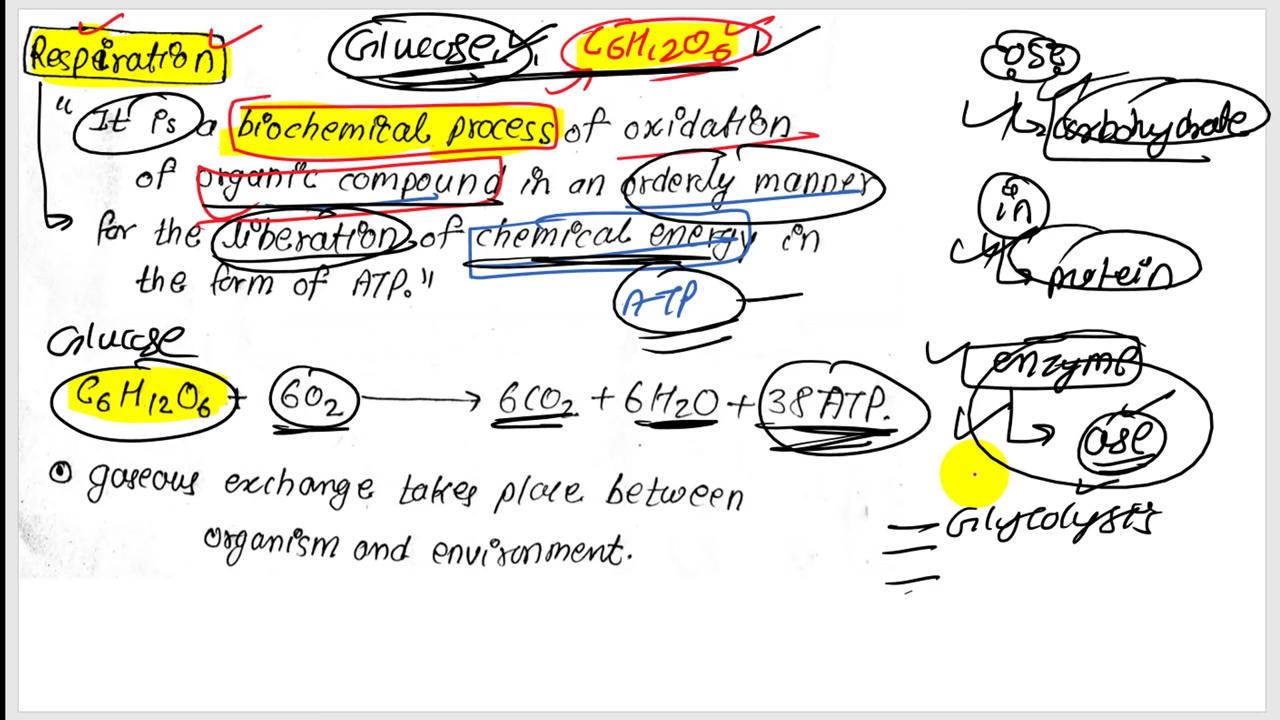 Respiration Glucose, C6H12O6
"It is a biochemical process of oxidation
of organic compound in an orderly manner
for the liberation of chemical energy in
the form of ATP."
ATP
Glucose
C6H12O6 + 6O2 → 6CO2 + 6H2O + 38 ATP.
gaseous exchange takes place between
organism and environment.
ose
carbohydrate
in
protein
enzyme
ase
Glycolysis